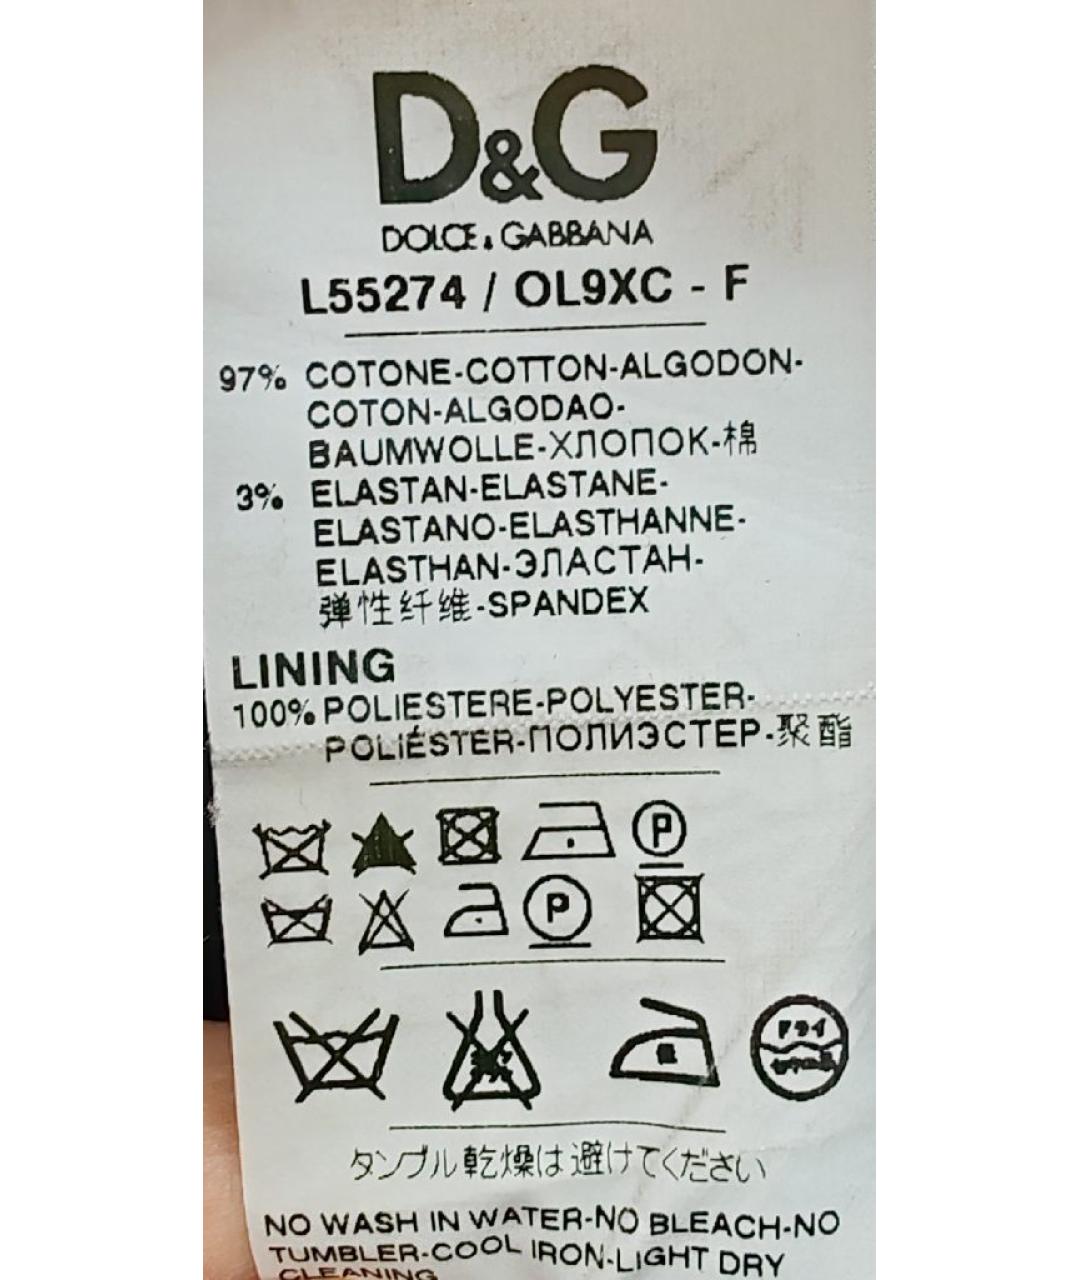 D&G
DOLCE & GABBANA
L55274 / OL9XC - F
97% COTONE-COTTON-ALGODON-
COTON-ALGODAO-
BAUMWOLLE-ХЛОПОК-棉
3% ELASTAN-ELASTANE-
ELASTANO-ELASTHANNE-
ELASTHAN-ЭЛАСТАН-
弹性纤维-SPANDEX
LINING
100% POLIESTERE-POLYESTER-
POLIÉSTER-ПОЛИЭСТЕР-聚酯
P
P
ドライ
タンブル乾燥は避けてください
NO WASH IN WATER-NO BLEACH-NO
TUMBLER-COOL IRON-LIGHT DRY
CLEANING